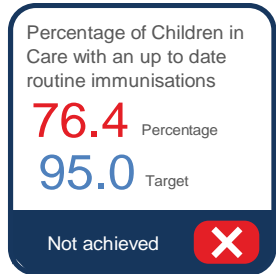 Percentage of Children in
Care with an up to date
routine immunisations
76.4 Percentage
95.0 Target
Not achieved